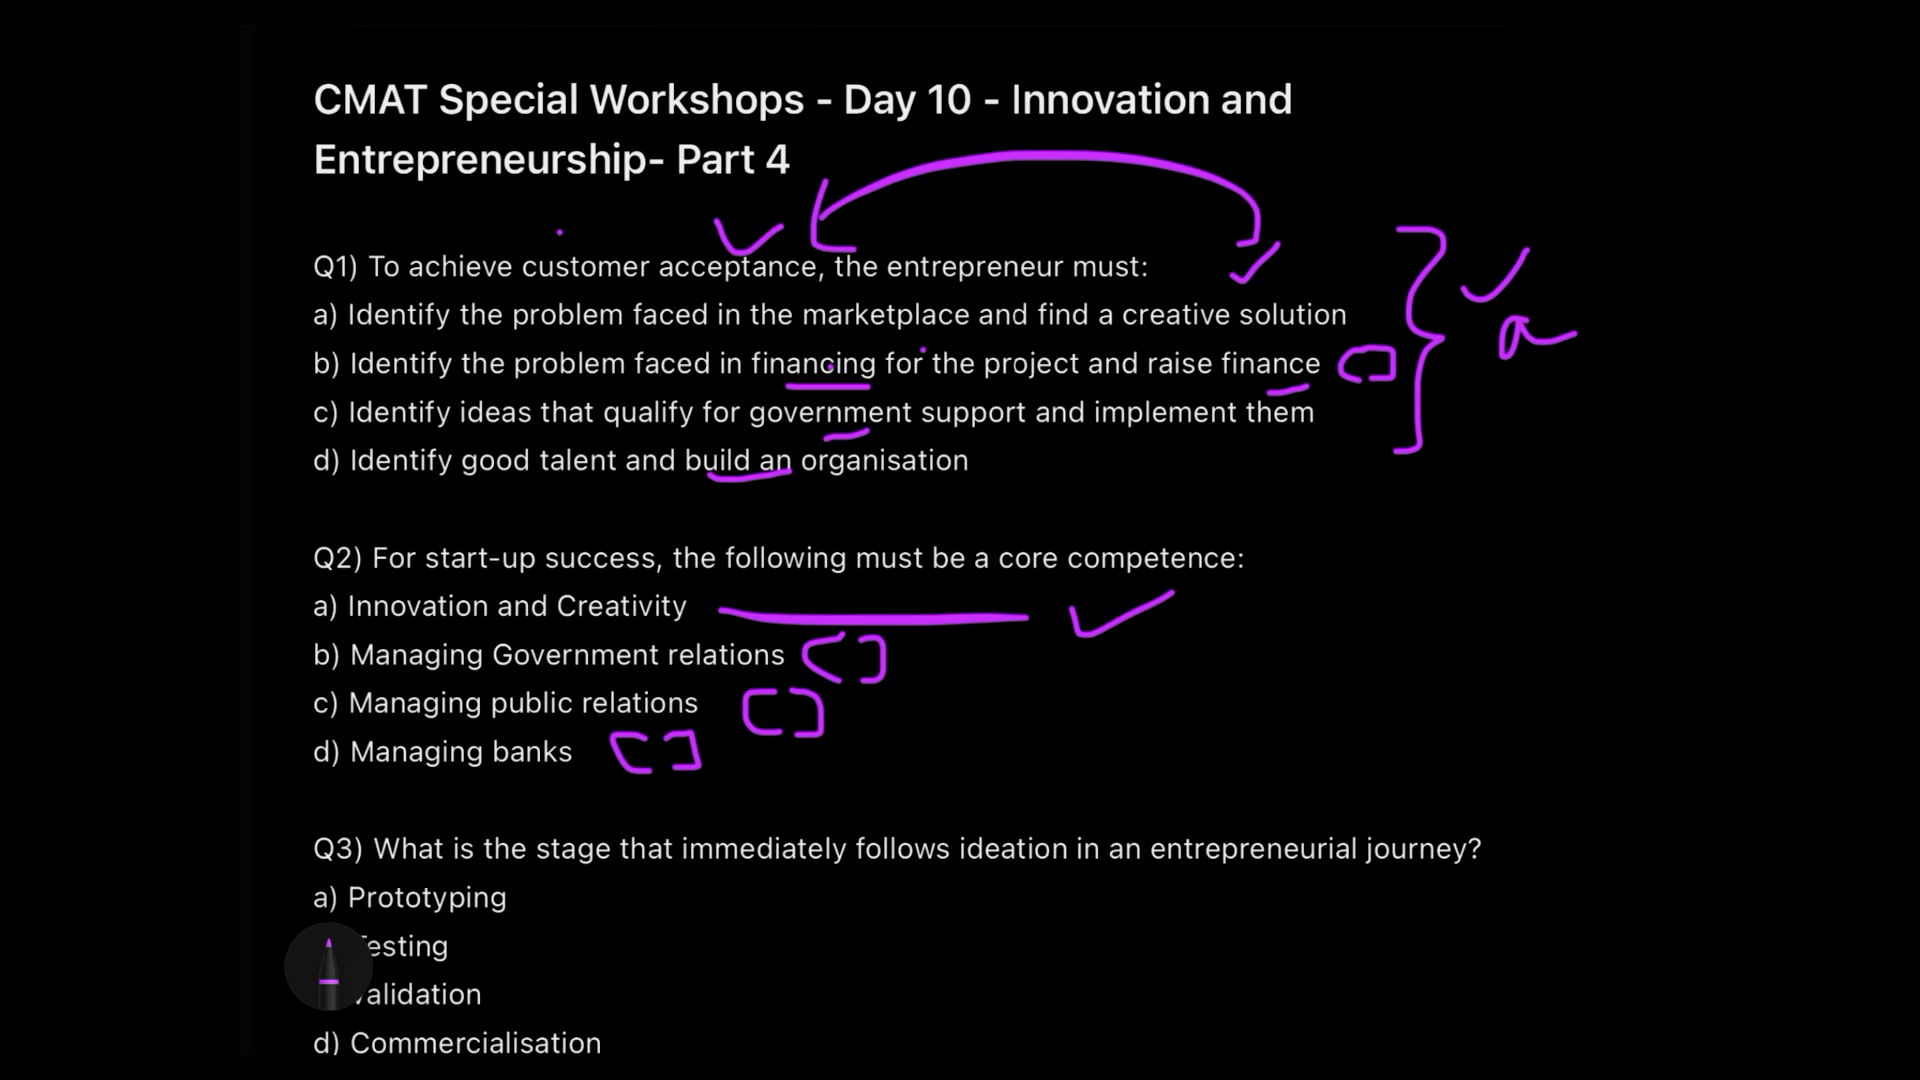 CMAT Special Workshops - Day 10 - Innovation and
Entrepreneurship- Part 4
Q1) To achieve customer acceptance, the entrepreneur must:
a) Identify the problem faced in the marketplace and find a creative solution
b) Identify the problem faced in financing for the project and raise finance
c) Identify ideas that qualify for government support and implement them
d) Identify good talent and build an organisation
a
Q2) For start-up success, the following must be a core competence:
a) Innovation and Creativity
b) Managing Government relations
c) Managing public relations
d) Managing banks
Q3) What is the stage that immediately follows ideation in an entrepreneurial journey?
a) Prototyping
Testing
Validation
d) Commercialisation